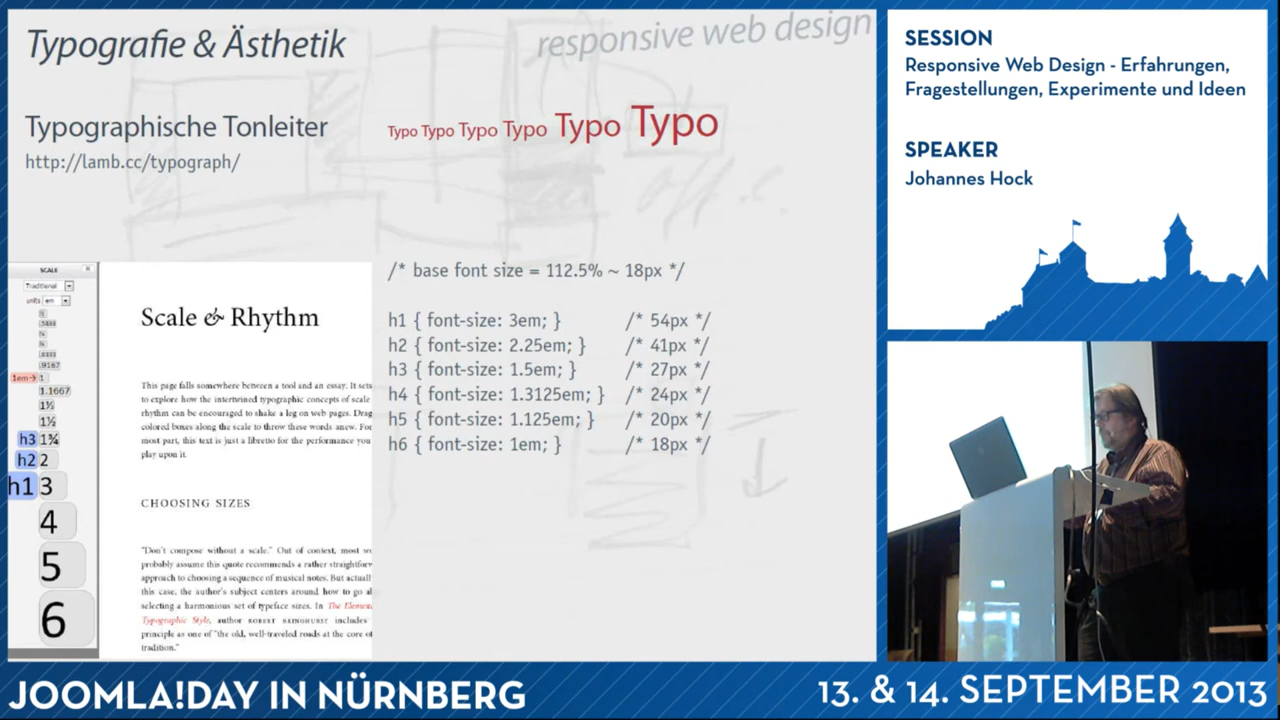 Typografie & Ästhetik
responsive web design
Typographische Tonleiter
http://lamb.cc/typograph/
Typo Typo Typo Typo Typo Typo
/* base font size = 112.5% ~ 18px */
h1 { font-size: 3em; } /* 54px */
h2 { font-size: 2.25em; } /* 41px */
h3 { font-size: 1.5em; } /* 27px */
h4 { font-size: 1.3125em; } /* 24px */
h5 { font-size: 1.125em; } /* 20px */
h6 { font-size: 1em; } /* 18px */
SCALE
Traditional
units em
.8333
.9167
1em→ 1
1.1667
1⅓
1½
h3 1¾
h2 2
h1 3
4
5
6
Scale & Rhythm
This page falls somewhere between a tool and an essay. It sets
to explore how the intertwined typographic concepts of scale
rhythm can be encouraged to shake a leg on web pages. Drag
colored boxes along the scale to throw these words anew. For
most part, this text is just a libretto for the performance you
play upon it.
CHOOSING SIZES
"Don't compose without a scale." Out of context, most wo
probably assume this quote recommends a rather straightforw
approach to choosing a sequence of musical notes. But actuall
this case, the author's subject centers around how to go al
selecting a harmonious set of typeface sizes. In The Elements
Typographic Style, author ROBERT BRINGHURST includes
principle as one of "the old, well-traveled roads at the core of
tradition."
SESSION
Responsive Web Design - Erfahrungen,
Fragestellungen, Experimente und Ideen
SPEAKER
Johannes Hock
JOOMLA!DAY IN NÜRNBERG
13. & 14. SEPTEMBER 2013